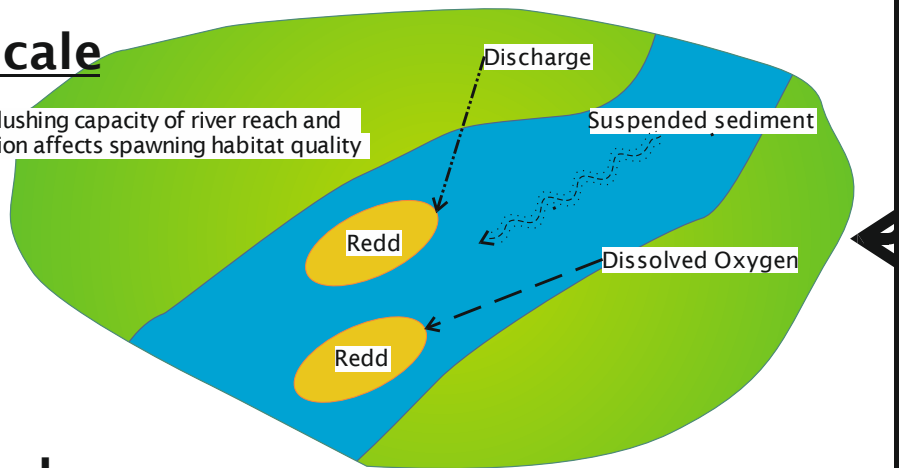 cale
Discharge
lushing capacity of river reach and
ion affects spawning habitat quality
Suspended sediment
Redd
Dissolved Oxygen
Redd